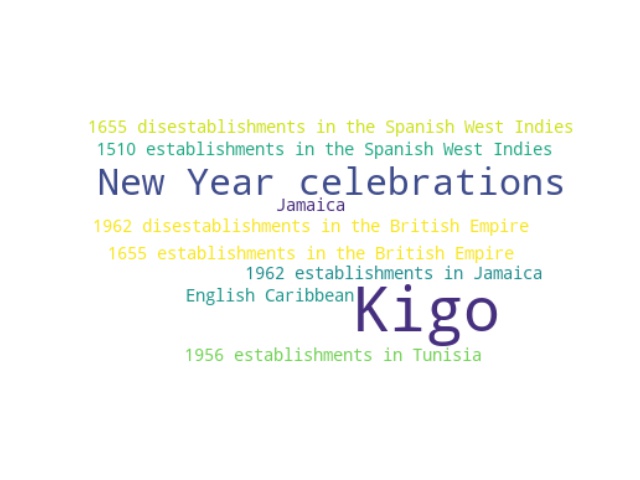 1655 disestablishments in the Spanish West Indies
1510 establishments in the Spanish West Indies
New Year celebrations
Jamaica
1962 disestablishments in the British Empire
1655 establishments in the British Empire
1962 establishments in Jamaica
English Caribbean
Kigo
1956 establishments in Tunisia